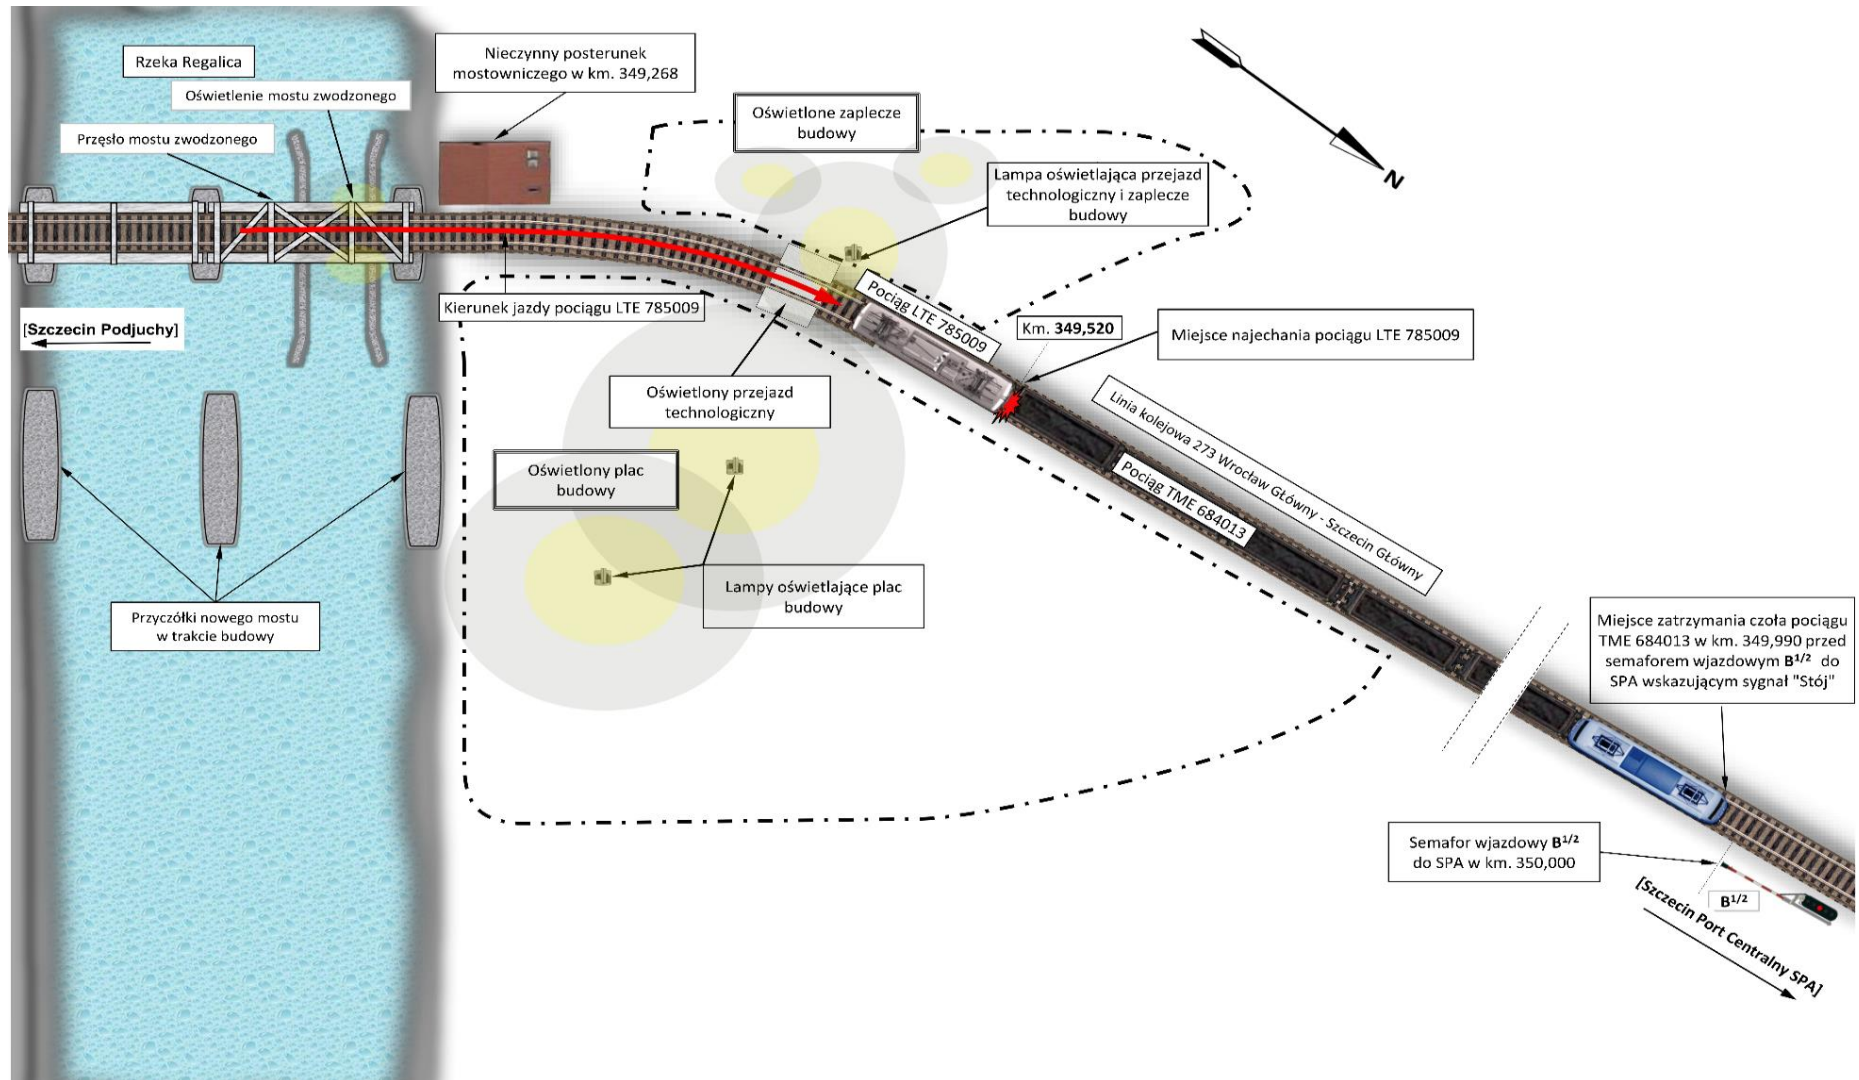 Rzeka Regalica
Oświetlenie mostu zwodzonego
Przęsło mostu zwodzonego
Nieczynny posterunek
mostowniczego w km. 349,268
Oświetlone zaplecze
budowy
Lampa oświetlająca przejazd
technologiczny i zaplecze
budowy
N
[Szczecin Podjuchy]
Kierunek jazdy pociągu LTE 785009
Pociąg LTE 785009
Km. 349,520
Miejsce najechania pociągu LTE 785009
Oświetlony przejazd
technologiczny
Linia kolejowa 273 Wrocław GŁówny - Szczecin GŁówny
Pociąg TME 684013
Oświetlony plac
budowy
Lampy oświetlające plac
budowy
Przyczółki nowego mostu
w trakcie budowy
Miejsce zatrzymania czoła pociągu
TME 684013 w km. 349,990 przed
semaforem wjazdowym B1/2 do
SPA wskazującym sygnał "Stój"
Semafor wjazdowy B1/2
do SPA w km. 350,000
B1/2
[Szczecin Port Centralny SPA]